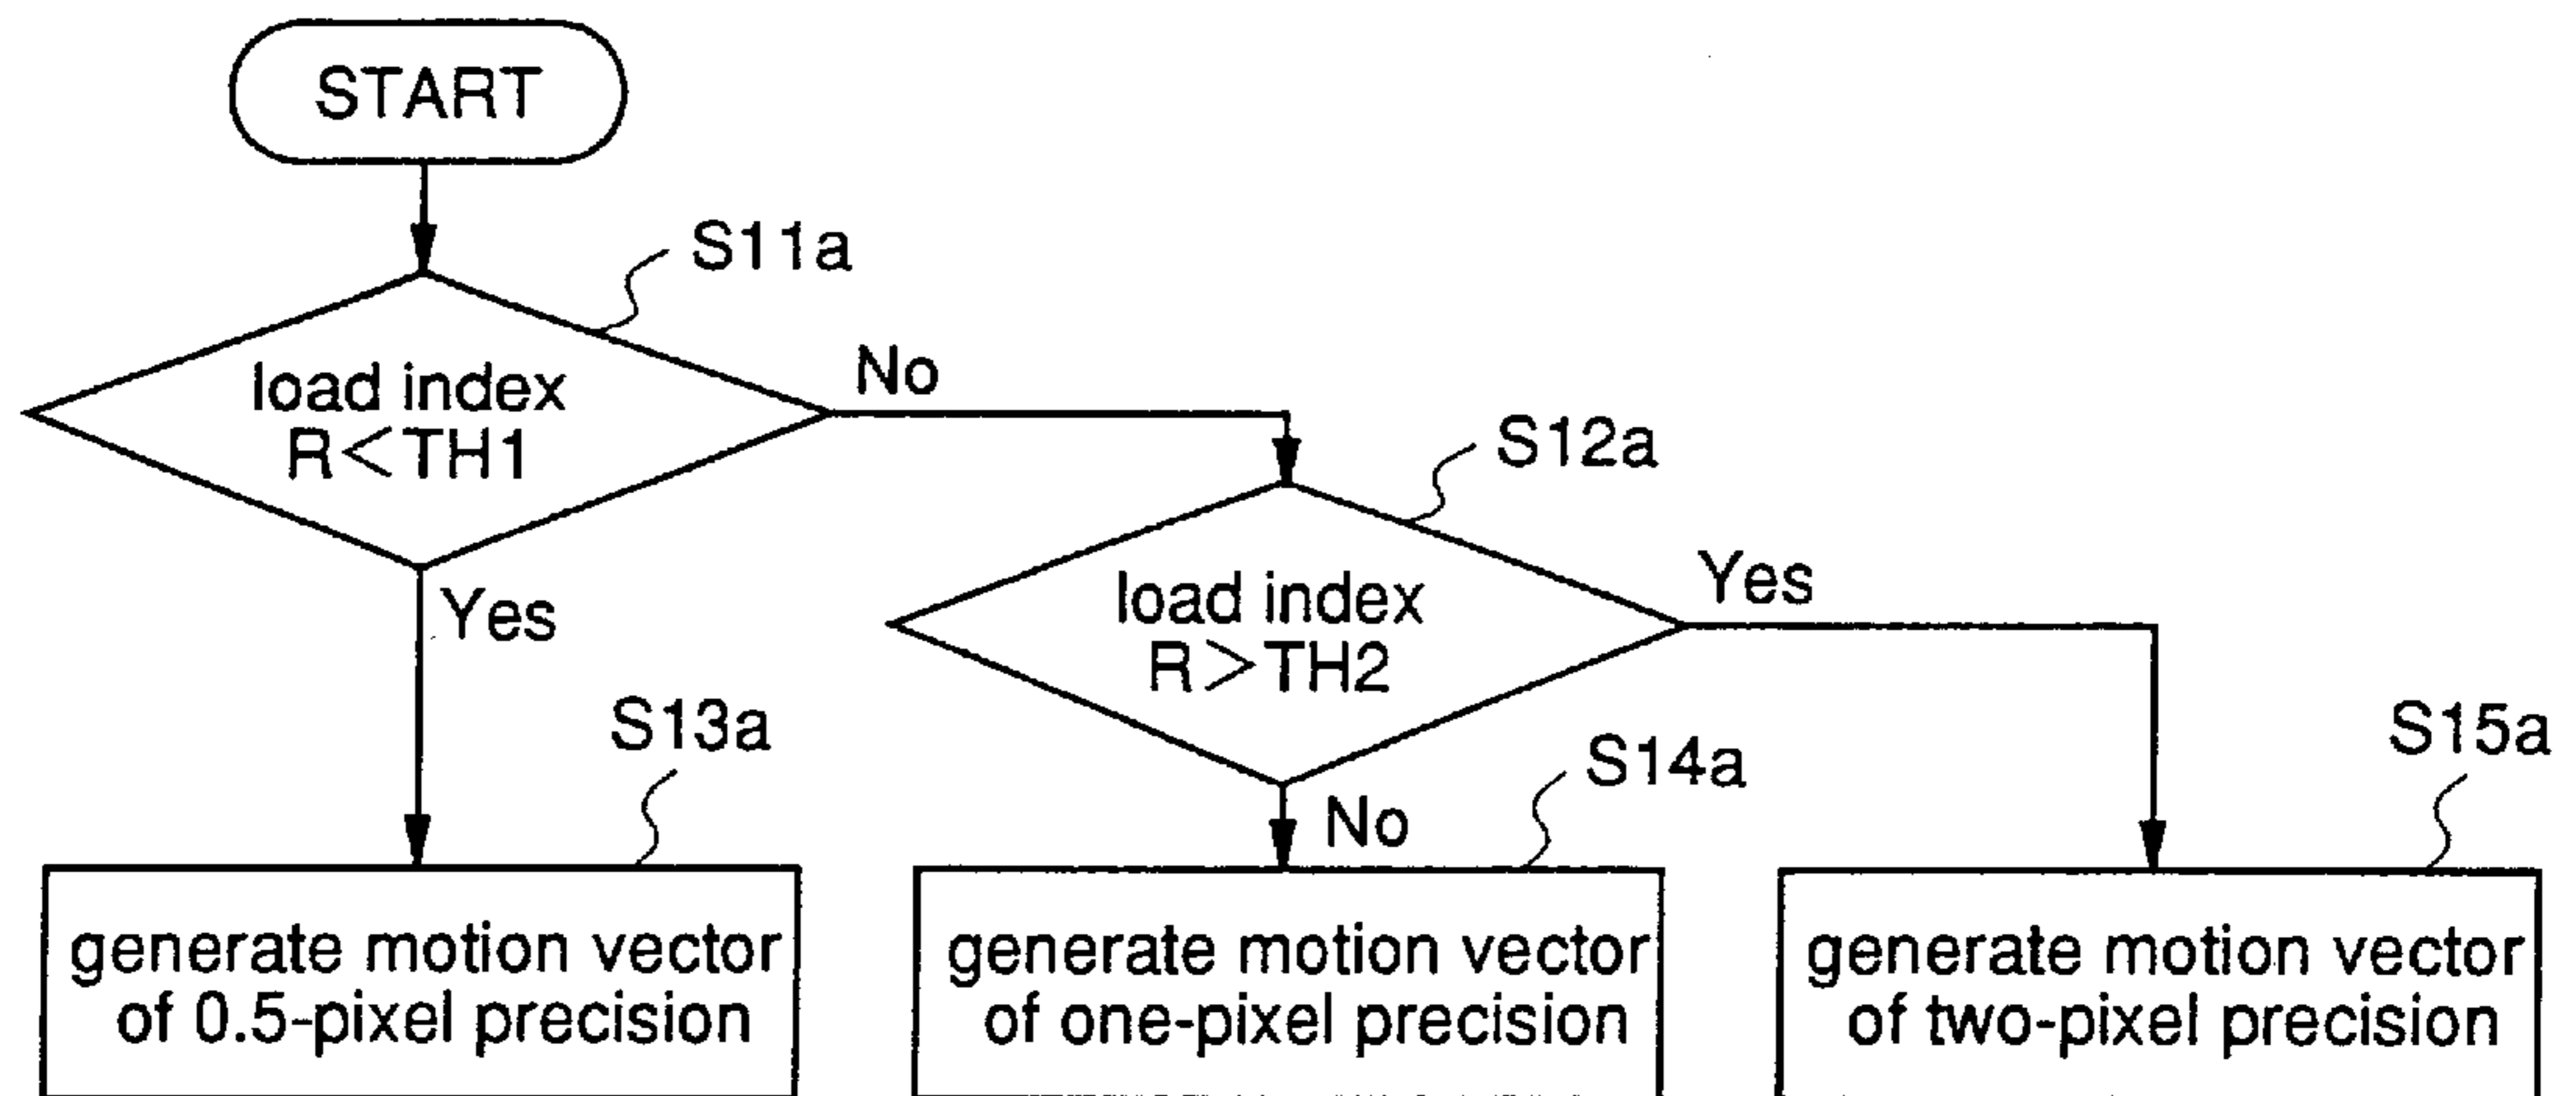 START
S11a
load index
R<TH1
No
S12a
load index
R>TH2
Yes
Yes
S13a
No
S14a
S15a
generate motion vector
of 0.5-pixel precision
generate motion vector
of one-pixel precision
generate motion vector
of two-pixel precision